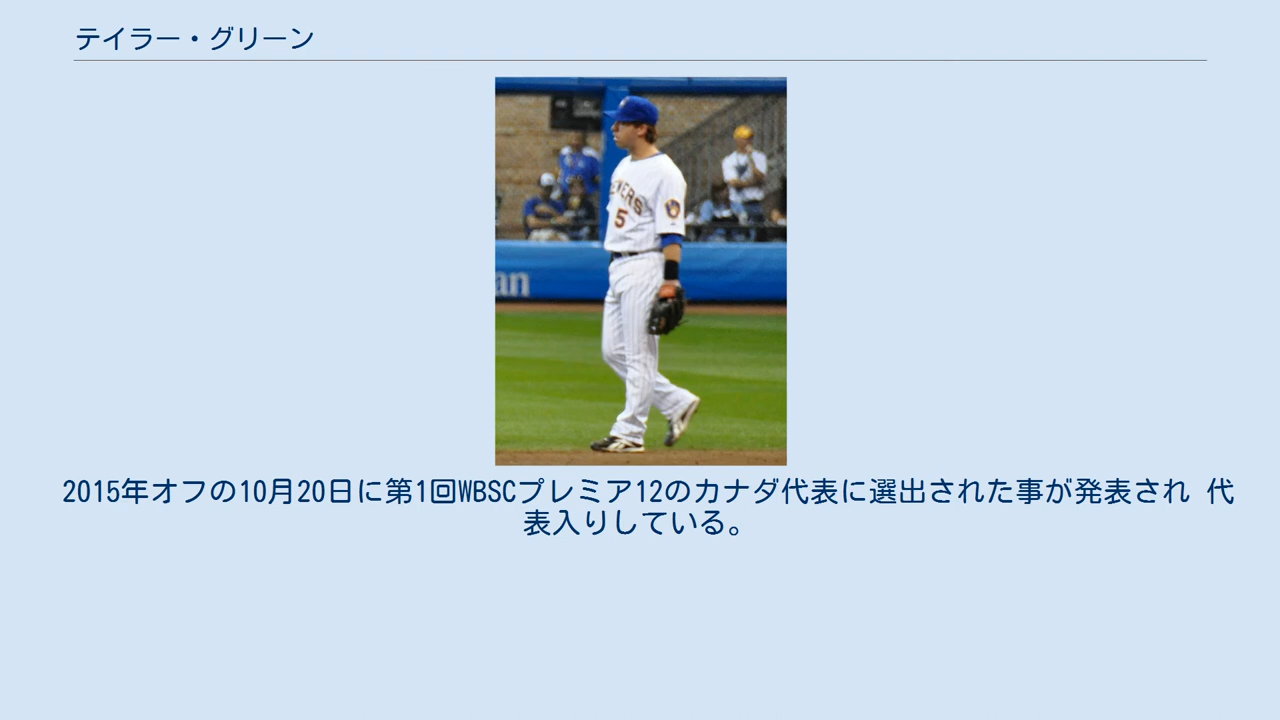 テイラー・グリーン
EWERS
5
an
2015年オフの10月20日に第1回WBSCプレミア12のカナダ代表に選出された事が発表され 代
表入りしている。